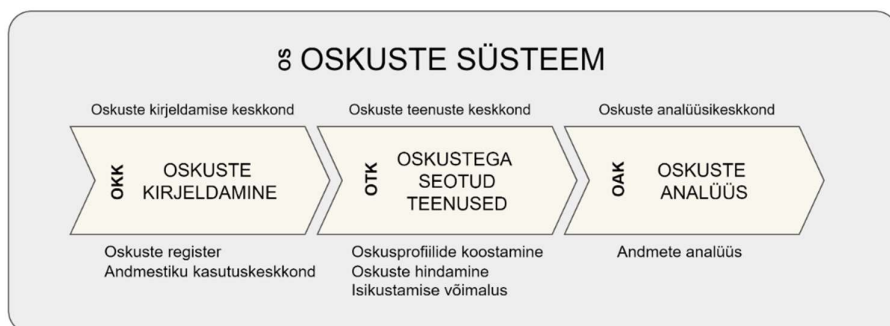 OS OSKUSTE SÜSTEEM
Oskuste kirjeldamise keskkond
Oskuste teenuste keskkond
Oskuste analüüsikeskkond
OKK
OSKUSTE
KIRJELDAMINE
OTK
OSKUSTEGA
SEOTUD
TEENUSED
OAK
OSKUSTE
ANALÜÜS
Oskuste register
Andmestiku kasutuskeskkond
Oskusprofiilide koostamine
Oskuste hindamine
Isikustamise võimalus
Andmete analüüs